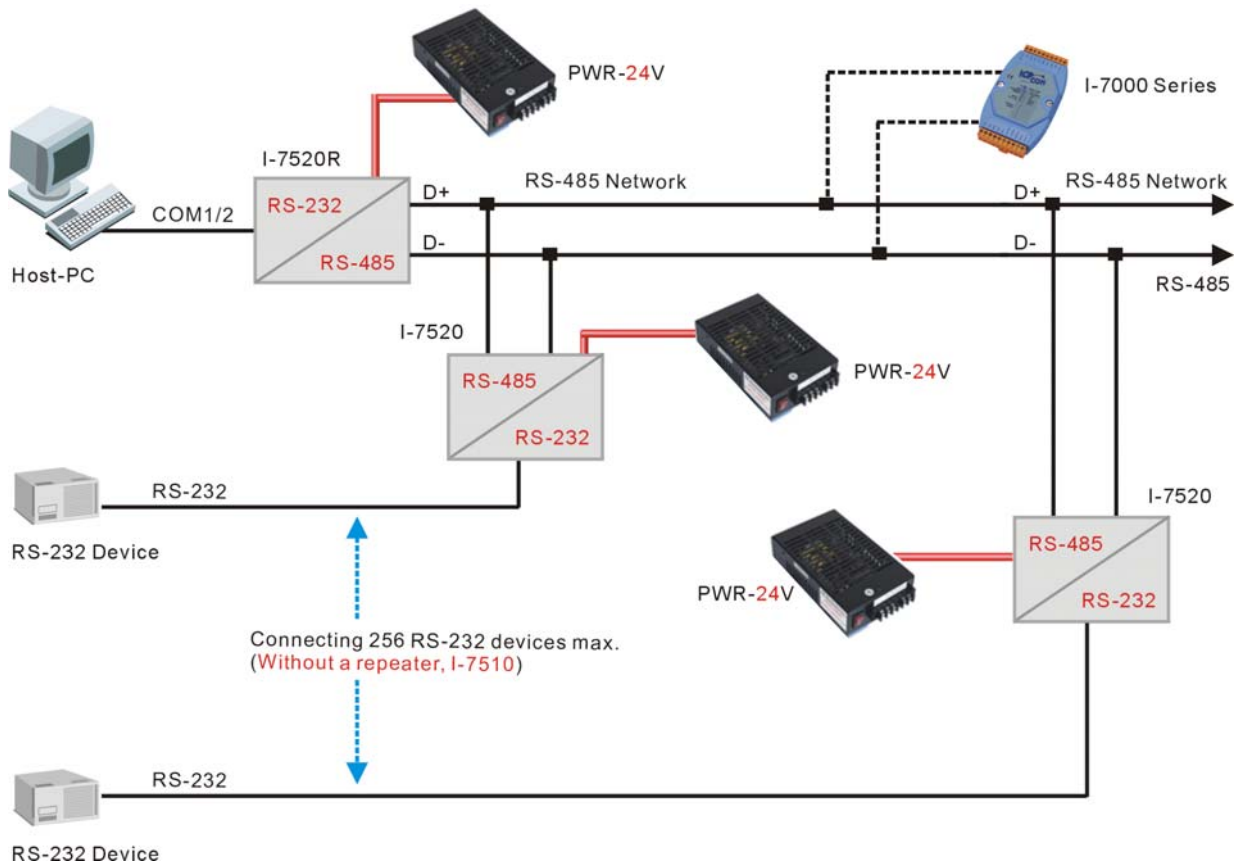 PWR-24V
I-7000 Series
ICP con
I-7520R
D+
RS-485 Network
D+
RS-485 Network
RS-232
COM1/2
RS-485
D-
D-
Host-PC
RS-485
I-7520
RS-485
PWR-24V
RS-232
RS-232
I-7520
RS-232 Device
RS-485
PWR-24V
RS-232
Connecting 256 RS-232 devices max.
(Without a repeater, I-7510)
RS-232
RS-232 Device